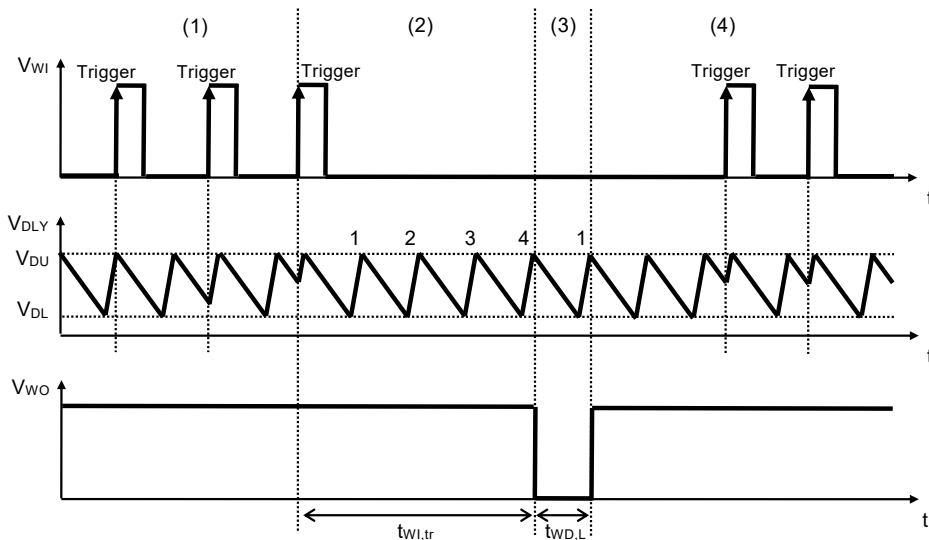 (1) (2) (3) (4)
VWI
Trigger Trigger Trigger Trigger Trigger
t
VDLY
1 2 3 4 1
VDU
VDL
t
VWO
t
tWI,tr tWD,L